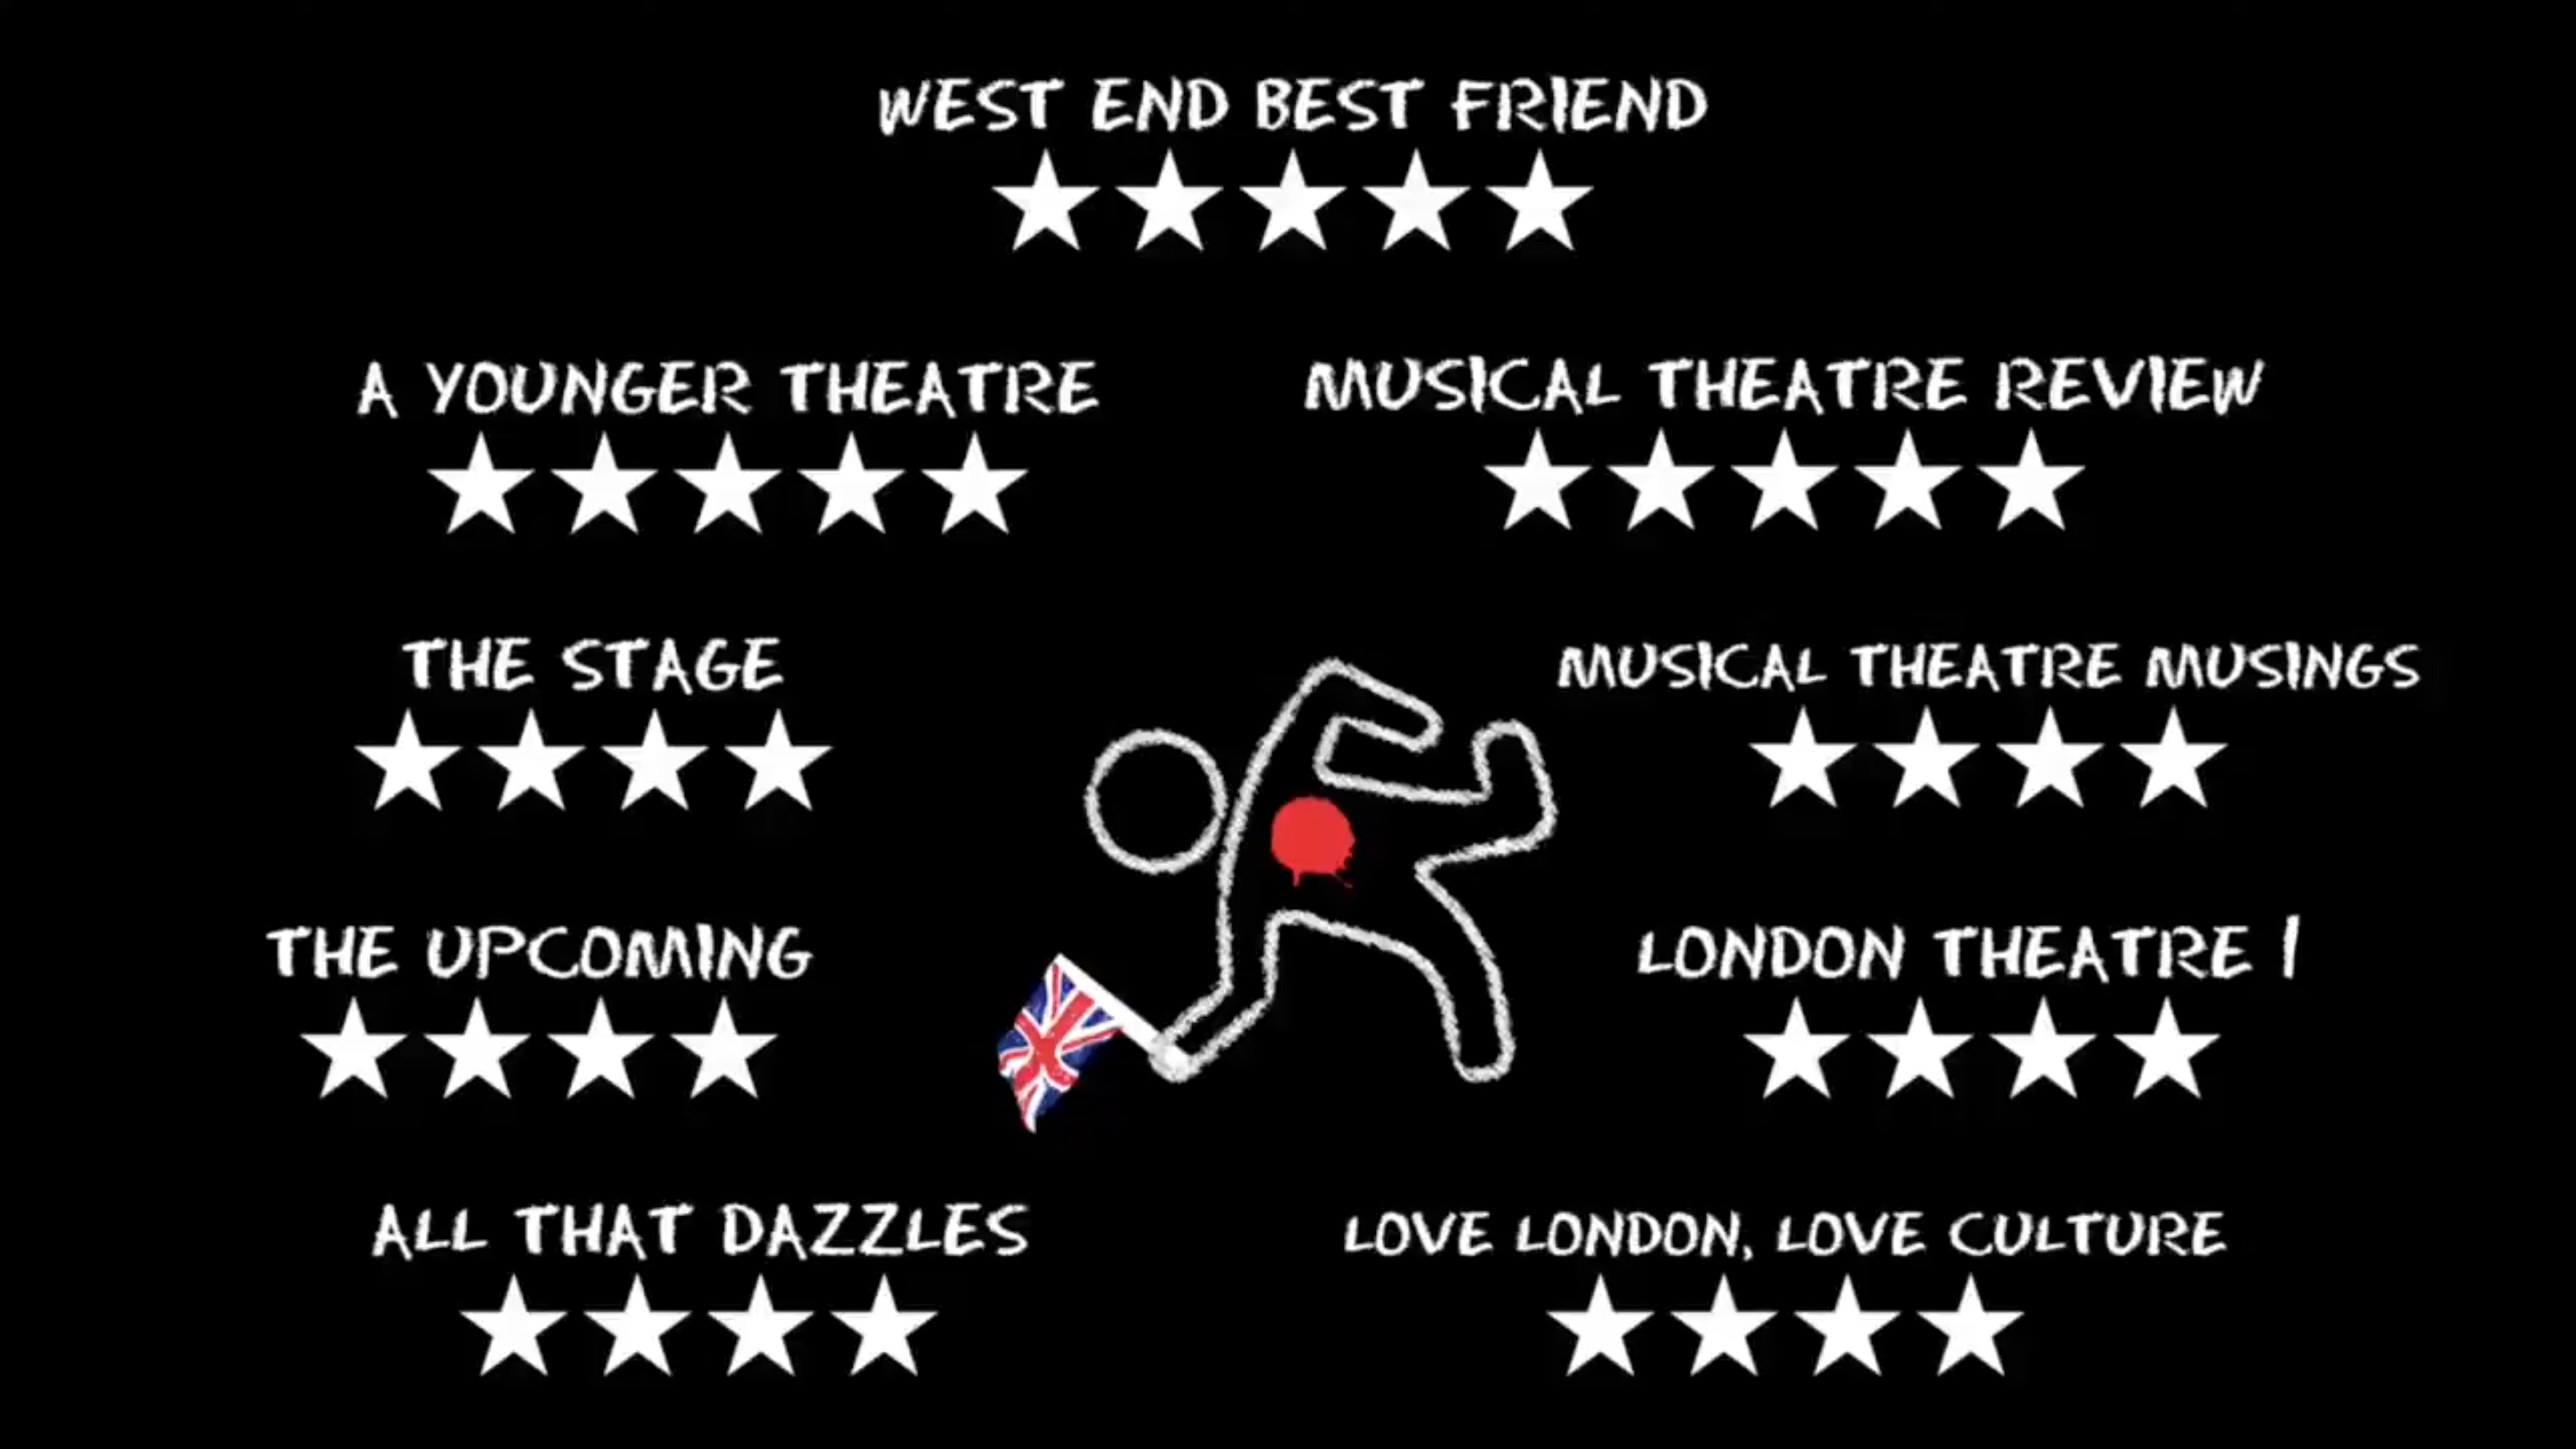 WEST END BEST FRIEND
A YOUNGER THEATRE
MUSICAL THEATRE REVIEW
THE STAGE
MUSICAL THEATRE MUSINGS
THE UPCOMING
LONDON THEATRE 1
ALL THAT DAZZLES
LOVE LONDON, LOVE CULTURE